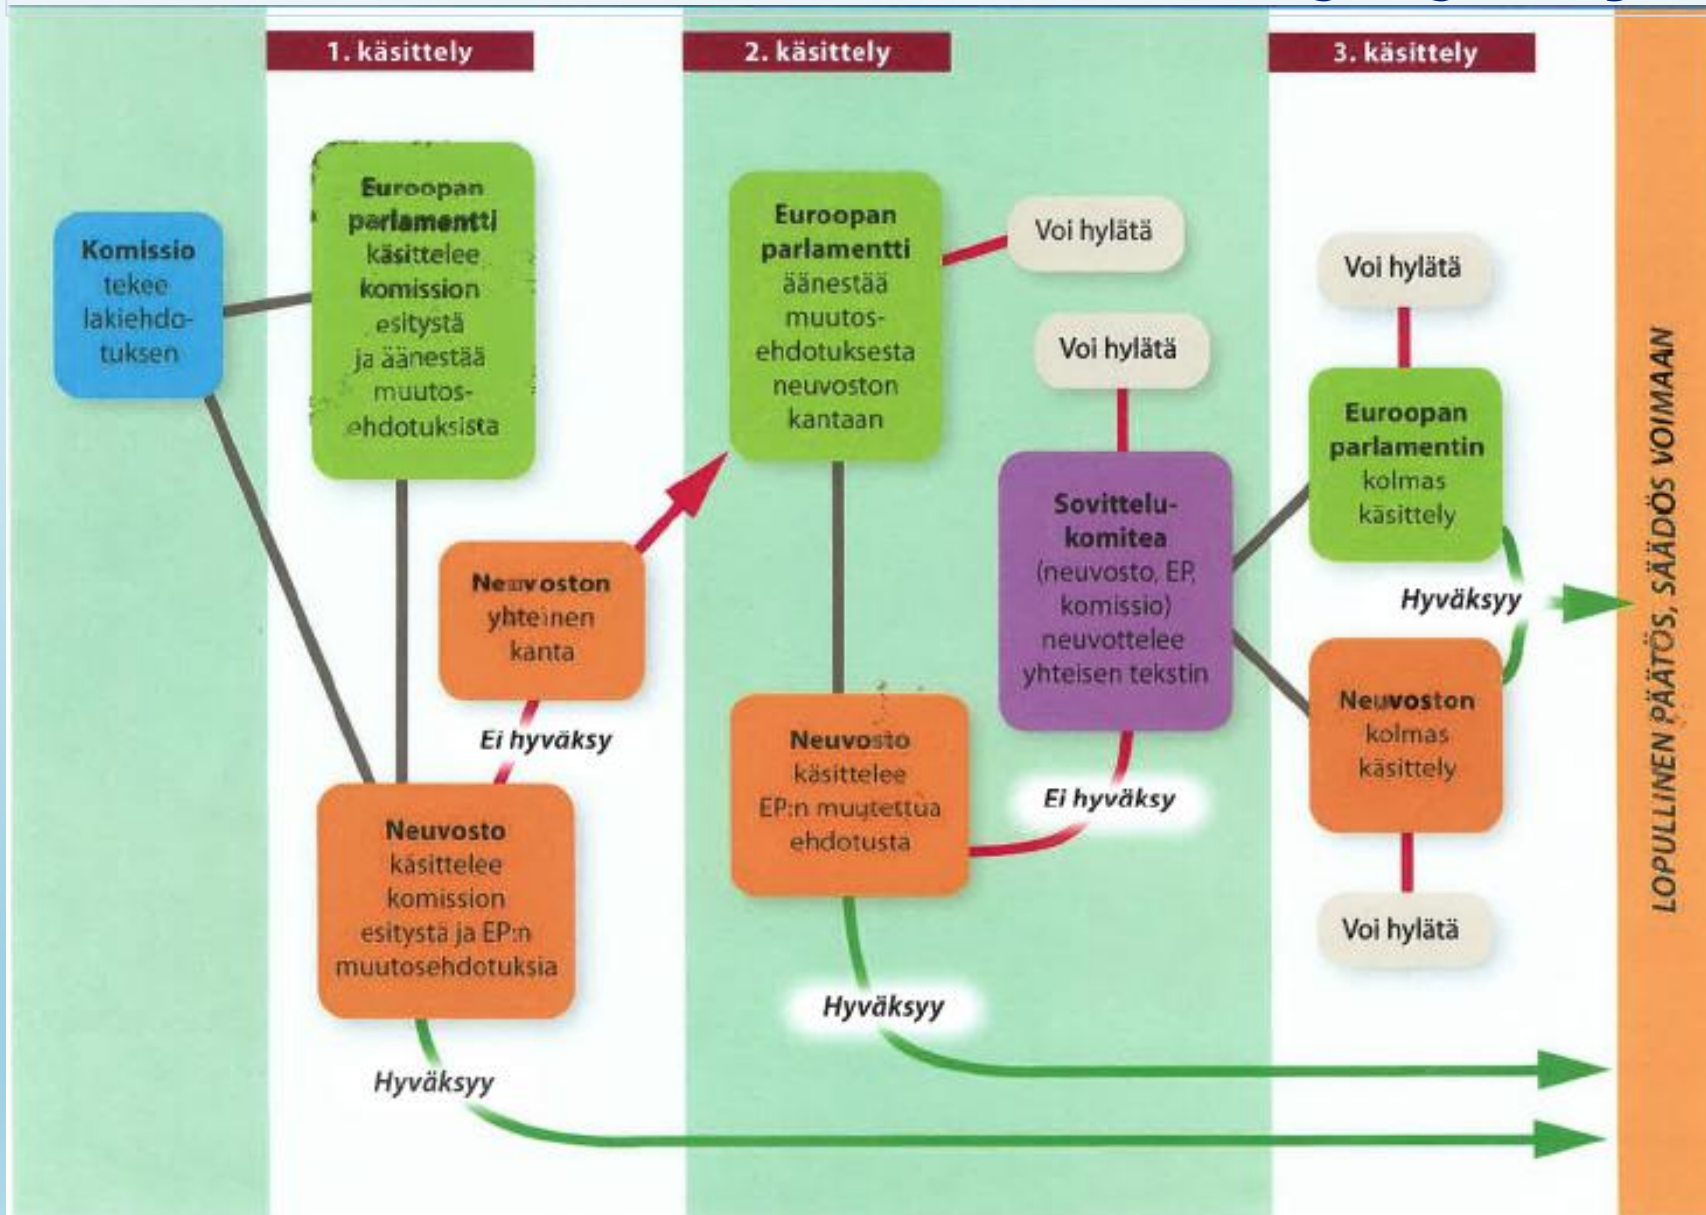 1. käsittely
2. käsittely
3. käsittely
Komissio
tekee
lakiehdo-
tuksen
Euroopan
parlamentti
käsittelee
komission
esitystä
ja äänestää
muutos-
ehdotuksista
Neuvoston
yhteinen
kanta
Ei hyväksy
Neuvosto
käsittelee
komission
esitystä ja EP:n
muutosehdotuksia
Hyväksyy
Euroopan
parlamentti
äänestää
muutos-
ehdotuksesta
neuvoston
kantaan
Voi hylätä
Voi hylätä
Sovittelu-
komitea
(neuvosto, EP,
komissio)
neuvottelee
yhteisen tekstin
Neuvosto
käsittelee
EP:n muutettua
ehdotusta
Ei hyväksy
Hyväksyy
Voi hylätä
Euroopan
parlamentin
kolmas
käsittely
Hyväksyy
Neuvoston
kolmas
käsittely
Voi hylätä
LOPULLINEN PÄÄTÖS, SÄÄDÖS VOIMAAN